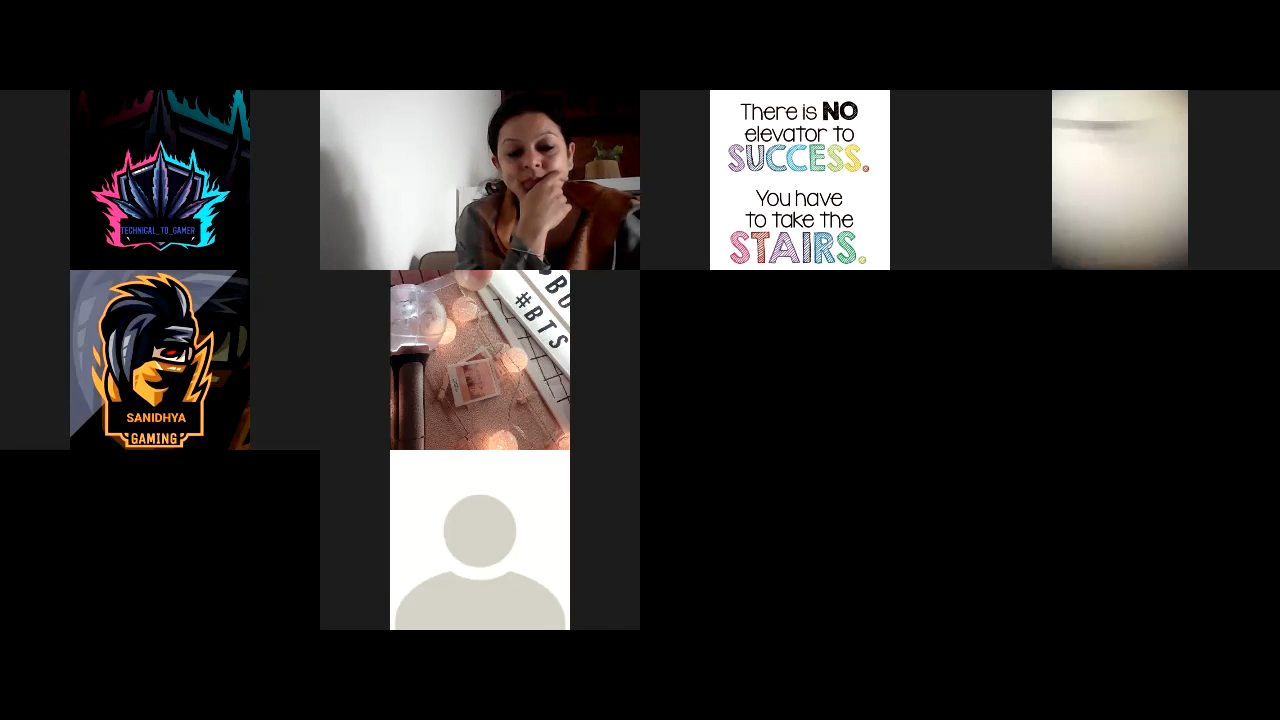 TECHNICAL_TO_GAMER
There is NO
elevator to
SUCCESS.
You have
to take the
STAIRS.
SANIDHYA
GAMING
#BTS